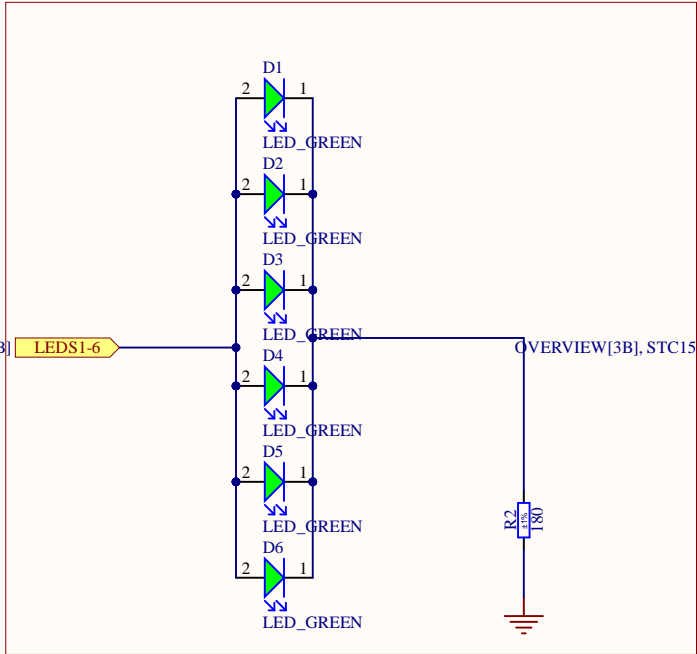 D1
2 1
LED_GREEN
D2
2 1
LED_GREEN
D3
2 1
LED_GREEN
B] LEDS1-6
OVERVIEW[3B], STC15
D4
2 1
LED_GREEN
D5
2 1
LED_GREEN
R2
±1%
180
D6
2 1
LED_GREEN